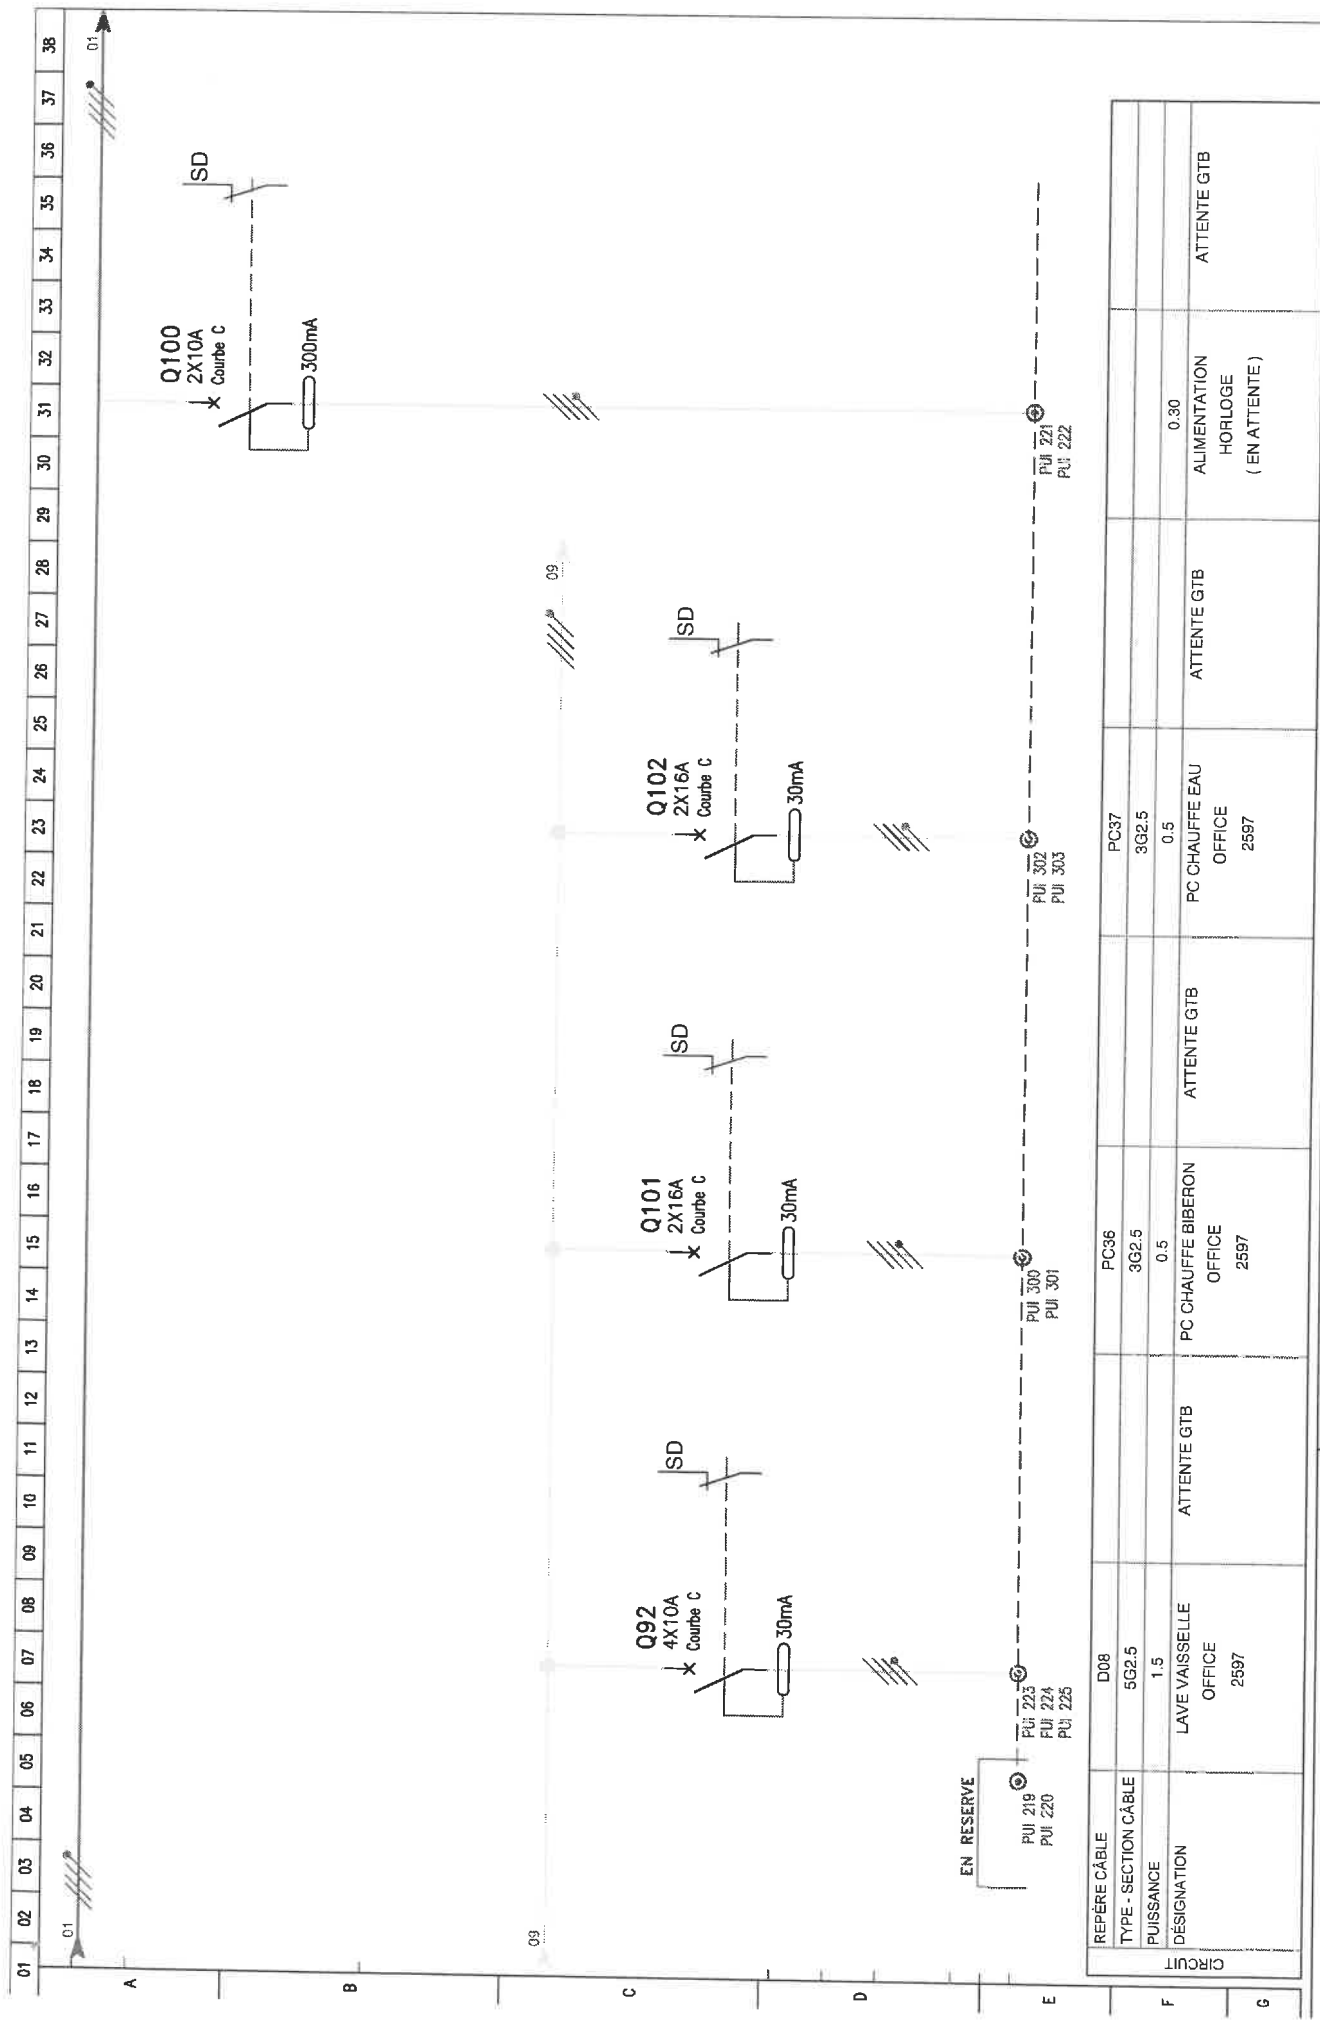 01 02 03 04 05 06 07 08 09 10 11 12 13 14 15 16 17 18 19 20 21 22 23 24 25 26 27 28 29 30 31 32 33 34 35 36 37 38
01
01
A
B
C
D
E
F
G
Q100
2X10A
Courbe C
300mA
SD
09
09
Q92
4X10A
Courbe C
30mA
SD
Q101
2X16A
Courbe C
30mA
SD
Q102
2X16A
Courbe C
30mA
SD
EN RESERVE
PUI 219
PUI 220
PUI 223
PUI 224
PUI 225
PUI 300
PUI 301
PUI 302
PUI 303
PUI 221
PUI 222
CIRCUIT
REPÈRE CÂBLE D08 PC36 PC37
TYPE - SECTION CÂBLE 5G2.5 3G2.5 3G2.5
PUISSANCE 1.5 0.5 0.5 0.30
DÉSIGNATION
LAVE VAISSELLE
OFFICE
2597
ATTENTE GTB
PC CHAUFFE BIBERON
OFFICE
2597
ATTENTE GTB
PC CHAUFFE EAU
OFFICE
2597
ATTENTE GTB
ALIMENTATION
HORLOGE
( EN ATTENTE )
ATTENTE GTB